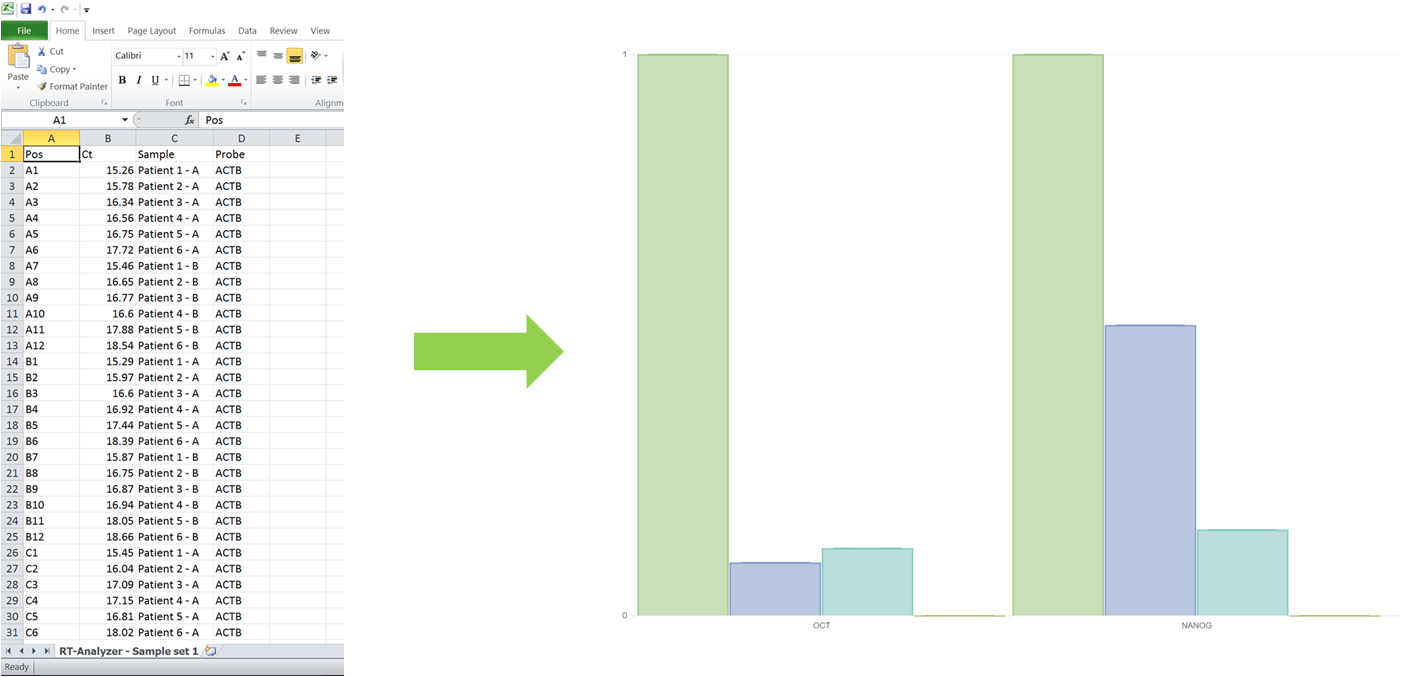 File Home Insert Page Layout Formulas Data Review View
Paste
Cut
Copy
Format Painter
Clipboard
Calibri 11 A A
B I U A
Font
Alignm
A1 fx Pos
A B C D E
1 Pos Ct Sample Probe
2 A1 15.26 Patient 1 - A ACTB
3 A2 15.78 Patient 2 - A ACTB
4 A3 16.34 Patient 3 - A ACTB
5 A4 16.56 Patient 4 - A ACTB
6 A5 16.75 Patient 5 - A ACTB
7 A6 17.72 Patient 6 - A ACTB
8 A7 15.46 Patient 1 - B ACTB
9 A8 16.65 Patient 2 - B ACTB
10 A9 16.77 Patient 3 - B ACTB
11 A10 16.6 Patient 4 - B ACTB
12 A11 17.88 Patient 5 - B ACTB
13 A12 18.54 Patient 6 - B ACTB
14 B1 15.29 Patient 1 - A ACTB
15 B2 15.97 Patient 2 - A ACTB
16 B3 16.6 Patient 3 - A ACTB
17 B4 16.92 Patient 4 - A ACTB
18 B5 17.44 Patient 5 - A ACTB
19 B6 18.39 Patient 6 - A ACTB
20 B7 15.87 Patient 1 - B ACTB
21 B8 16.75 Patient 2 - B ACTB
22 B9 16.87 Patient 3 - B ACTB
23 B10 16.94 Patient 4 - B ACTB
24 B11 18.05 Patient 5 - B ACTB
25 B12 18.66 Patient 6 - B ACTB
26 C1 15.45 Patient 1 - A ACTB
27 C2 16.04 Patient 2 - A ACTB
28 C3 17.09 Patient 3 - A ACTB
29 C4 17.15 Patient 4 - A ACTB
30 C5 16.81 Patient 5 - A ACTB
31 C6 18.02 Patient 6 - A ACTB
RT-Analyzer - Sample set 1
Ready
1
0
OCT NANOG